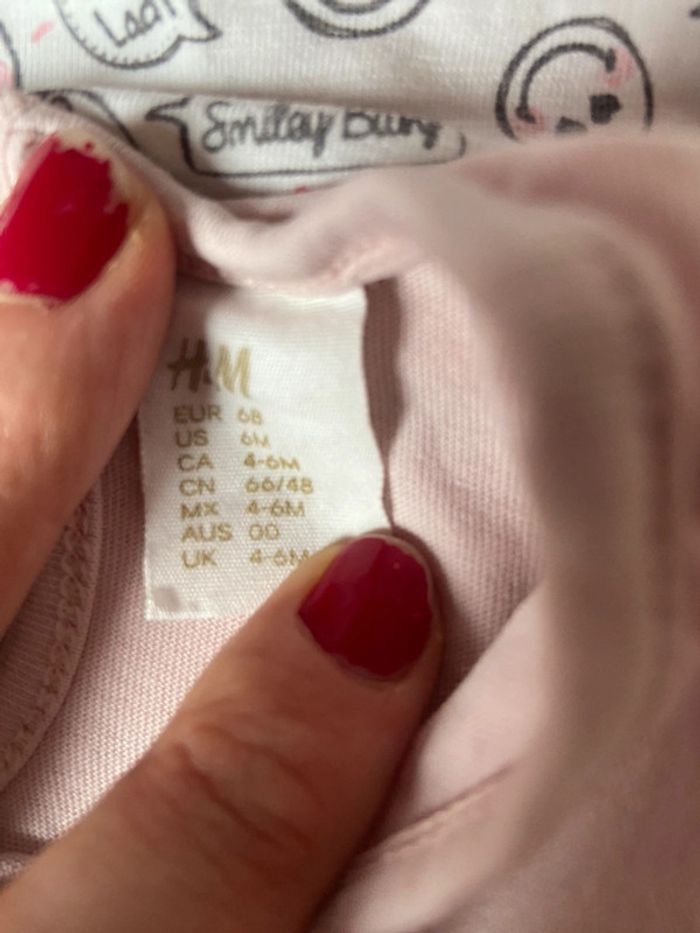 Smiley
H&M
EUR 68
US 6M
CA 4-6M
CN 66/48
MX 4-6M
AUS 00
UK 4-6M